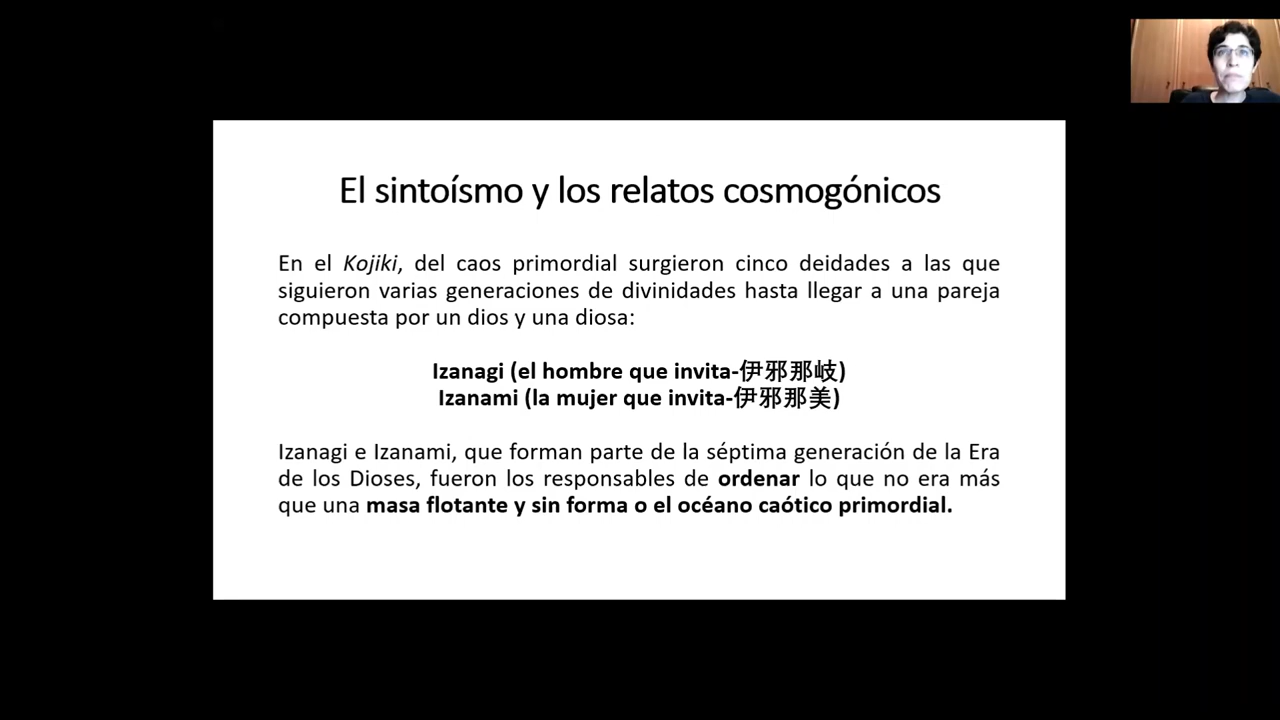 El sintoísmo y los relatos cosmogónicos
En el Kojiki, del caos primordial surgieron cinco deidades a las que
siguieron varias generaciones de divinidades hasta llegar a una pareja
compuesta por un dios y una diosa:
Izanagi (el hombre que invita-伊邪那岐)
Izanami (la mujer que invita-伊邪那美)
Izanagi e Izanami, que forman parte de la séptima generación de la Era
de los Dioses, fueron los responsables de ordenar lo que no era más
que una masa flotante y sin forma o el océano caótico primordial.